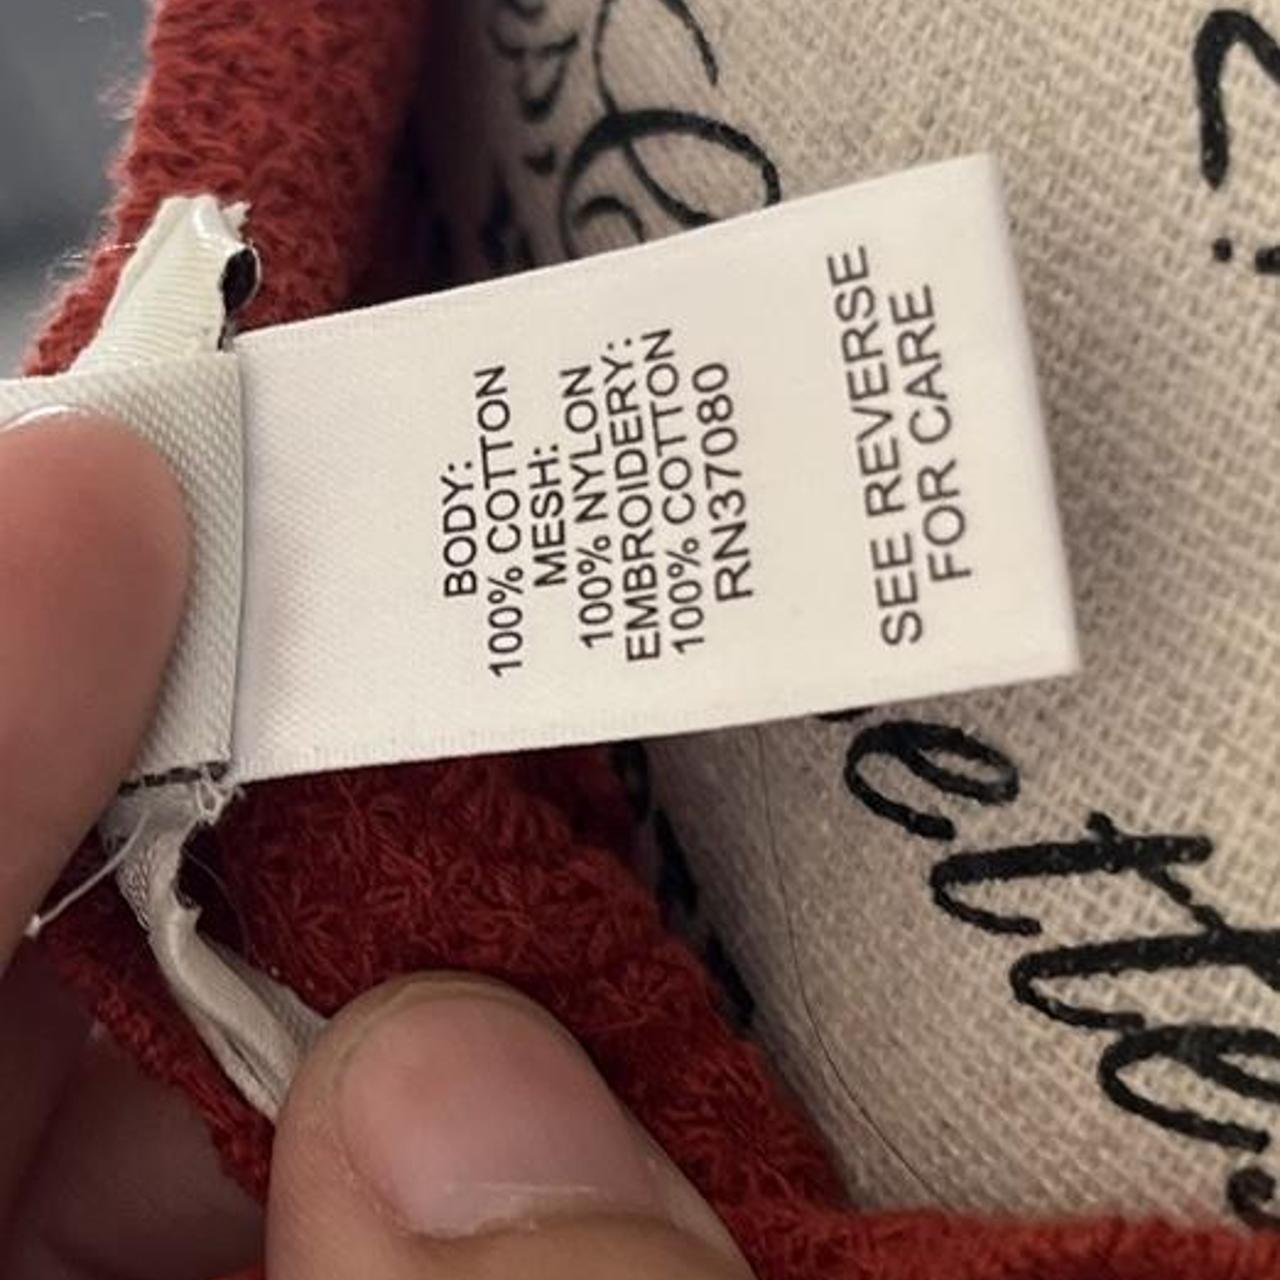 BODY:
100% COTTON
MESH:
100% NYLON
EMBROIDERY:
100% COTTON
RN37080
SEE REVERSE
FOR CARE